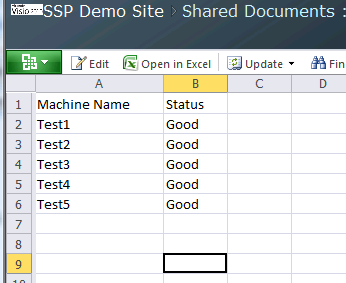 Visio SSP Demo Site › Shared Documents :
Edit Open in Excel Update Fin
A B C D
1 Machine Name Status
2 Test1 Good
3 Test2 Good
4 Test3 Good
5 Test4 Good
6 Test5 Good
7
8
9